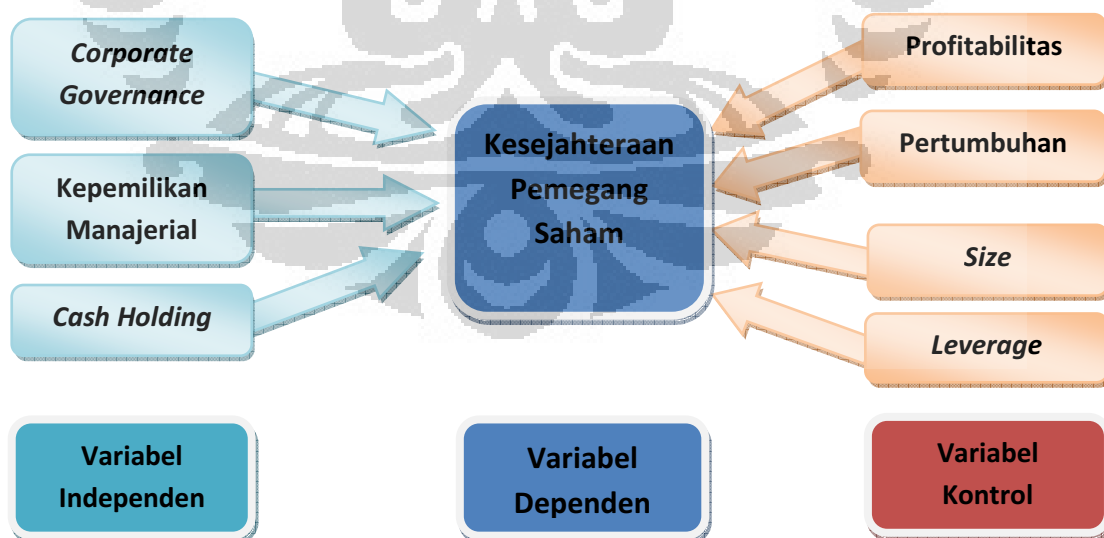 Corporate
Governance
Kepemilikan
Manajerial
Cash Holding
Kesejahteraan
Pemegang
Saham
Profitabilitas
Pertumbuhan
Size
Leverage
Variabel
Independen
Variabel
Dependen
Variabel
Kontrol